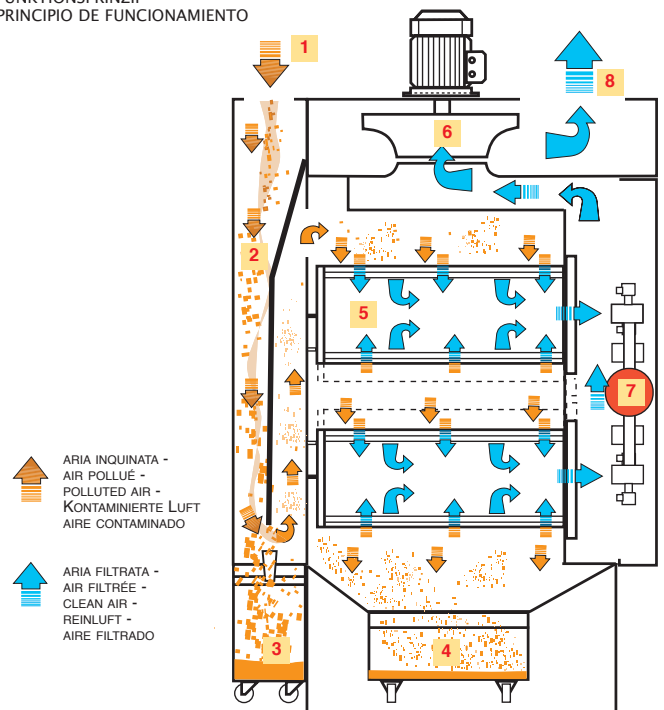 PRINCIPIO DE FUNCIONAMIENTO
1
8
6
2
5
7
ARIA INQUINATA -
AIR POLLUÉ -
POLLUTED AIR -
KONTAMINIERTE LUFT
AIRE CONTAMINADO
ARIA FILTRATA -
AIR FILTRÉE -
CLEAN AIR -
REINLUFT -
AIRE FILTRADO
3
4